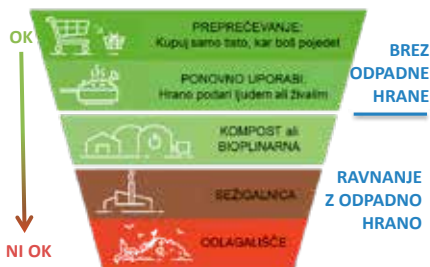 OK
PREPREČEVANJE:
Kupuj samo tisto, kar boš pojedel
PONOVNO UPORABI:
Hrano podari ljudem ali živalim
BREZ
ODPADNE
HRANE
KOMPOST ali
BIOPLINARNA
SEŽIGALNICA
RAVNANJE
Z ODPADNO
HRANO
ODLAGALIŠČE
NI OK